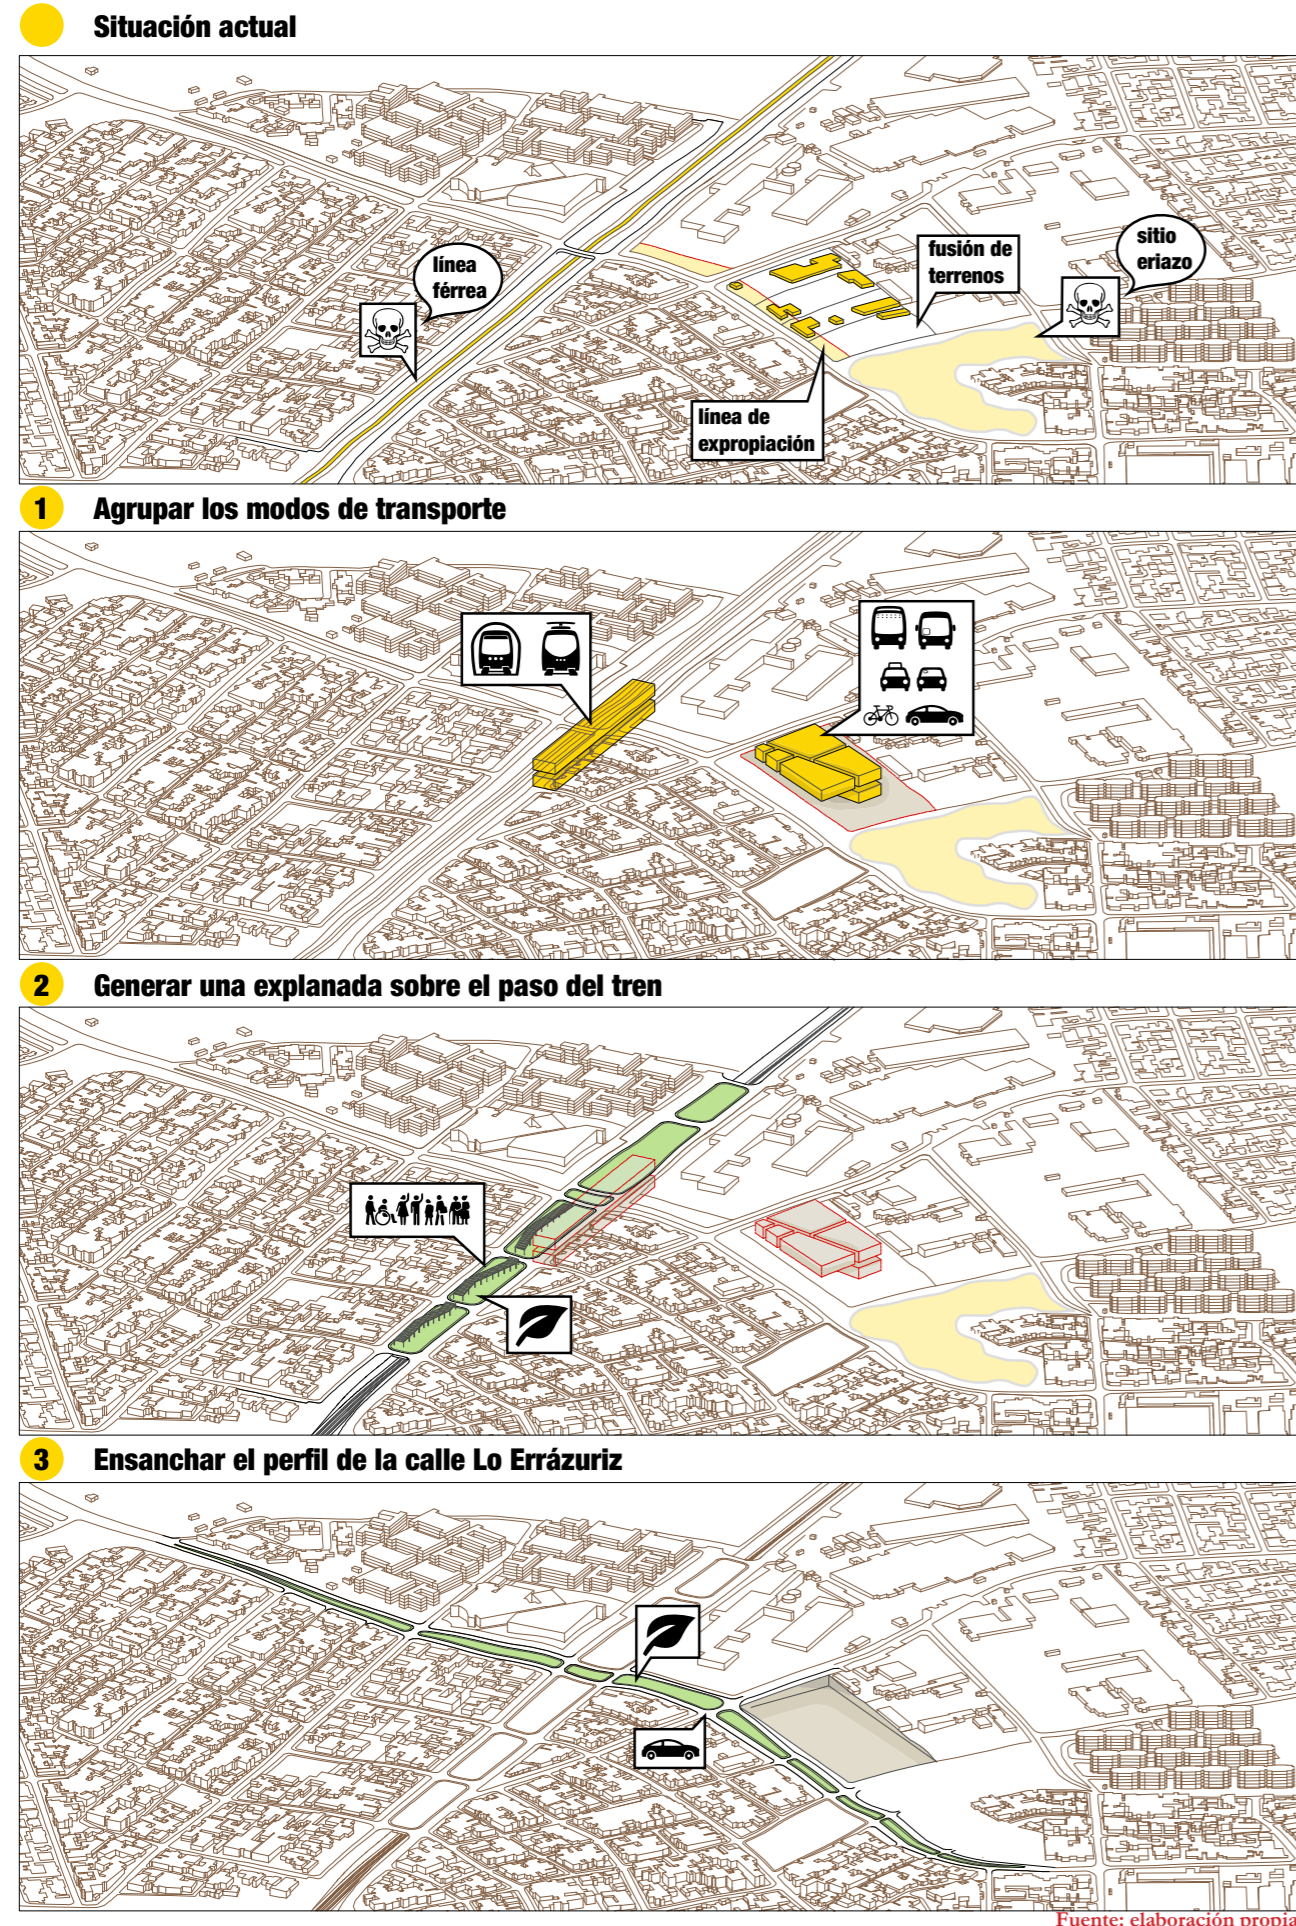 Situación actual
línea
férrea
fusión de
terrenos
sitio
eriazo
línea de
expropiación
1 Agrupar los modos de transporte
2 Generar una explanada sobre el paso del tren
3 Ensanchar el perfil de la calle Lo Errázuriz
Fuente: elaboración propia